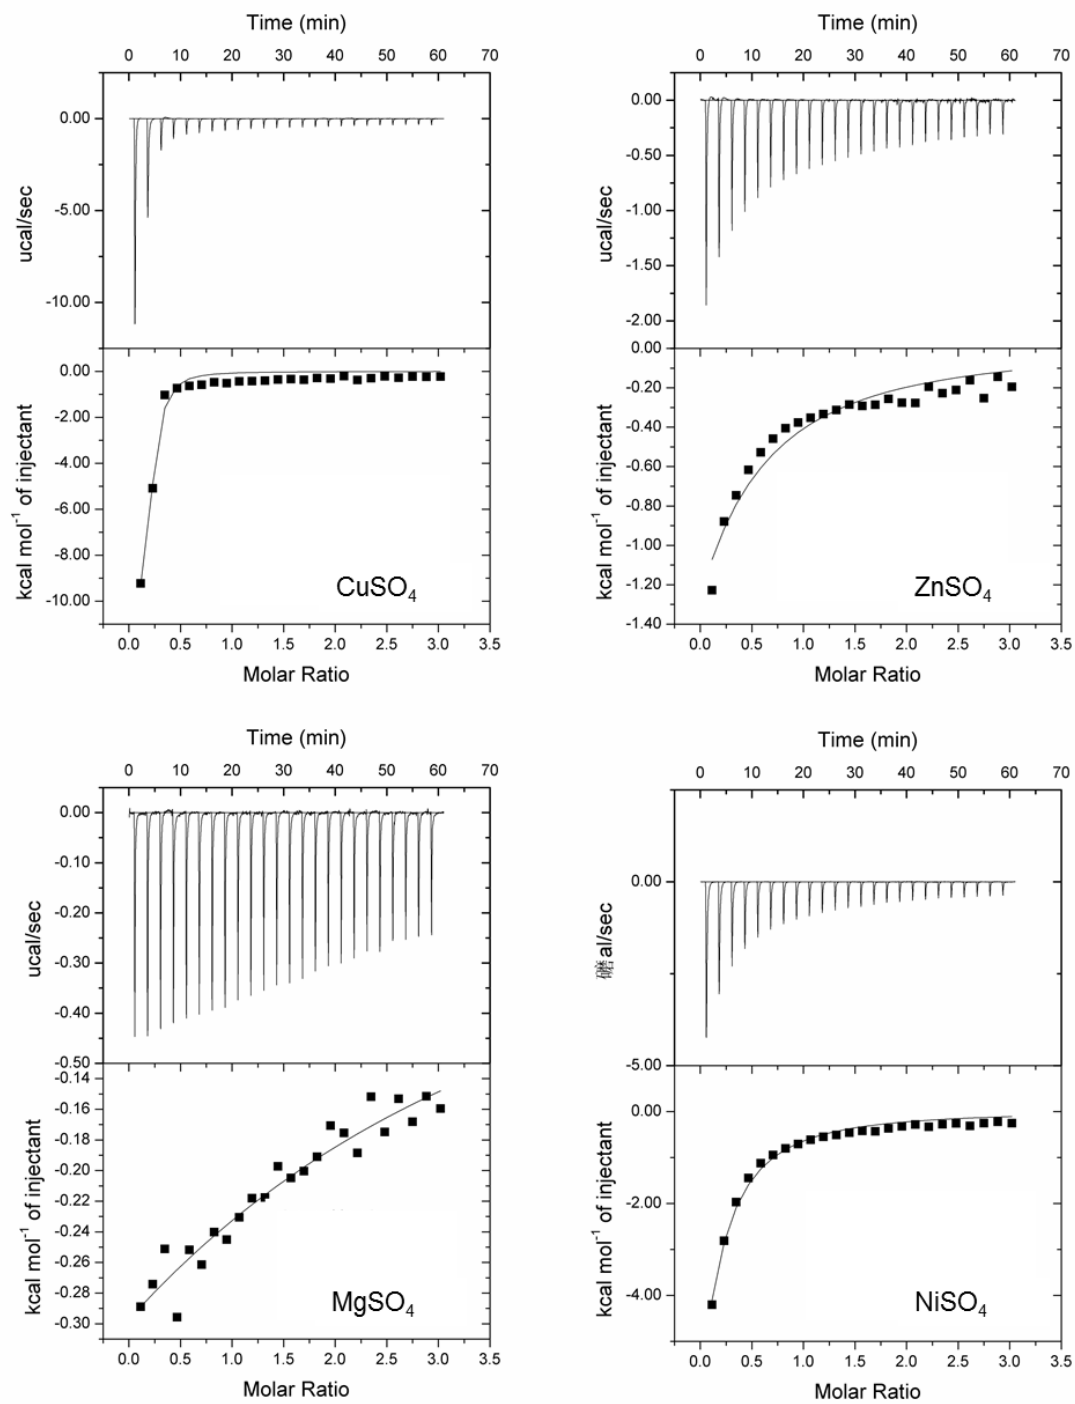 Time (min)
0 10 20 30 40 50 60 70
0.00
-5.00
-10.00
ucal/sec
0.00
-2.00
-4.00
-6.00
-8.00
-10.00
kcal mol⁻¹ of injectant
CuSO₄
0.0 0.5 1.0 1.5 2.0 2.5 3.0 3.5
Molar Ratio
Time (min)
0 10 20 30 40 50 60 70
0.00
-0.50
-1.00
-1.50
-2.00
ucal/sec
0.00
-0.20
-0.40
-0.60
-0.80
-1.00
-1.20
-1.40
kcal mol⁻¹ of injectant
ZnSO₄
0.0 0.5 1.0 1.5 2.0 2.5 3.0 3.5
Molar Ratio
Time (min)
0 10 20 30 40 50 60 70
0.00
-0.10
-0.20
-0.30
-0.40
-0.50
ucal/sec
-0.14
-0.16
-0.18
-0.20
-0.22
-0.24
-0.26
-0.28
-0.30
kcal mol⁻¹ of injectant
MgSO₄
0.0 0.5 1.0 1.5 2.0 2.5 3.0 3.5
Molar Ratio
Time (min)
0 10 20 30 40 50 60 70
0.00
-5.00
al/sec
0.00
-2.00
-4.00
kcal mol⁻¹ of injectant
NiSO₄
0.0 0.5 1.0 1.5 2.0 2.5 3.0 3.5
Molar Ratio